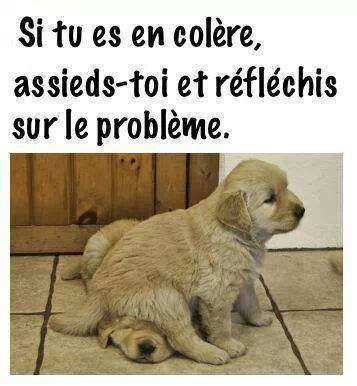 Si tu es en colère,
assieds-toi et réfléchis
sur le problème.